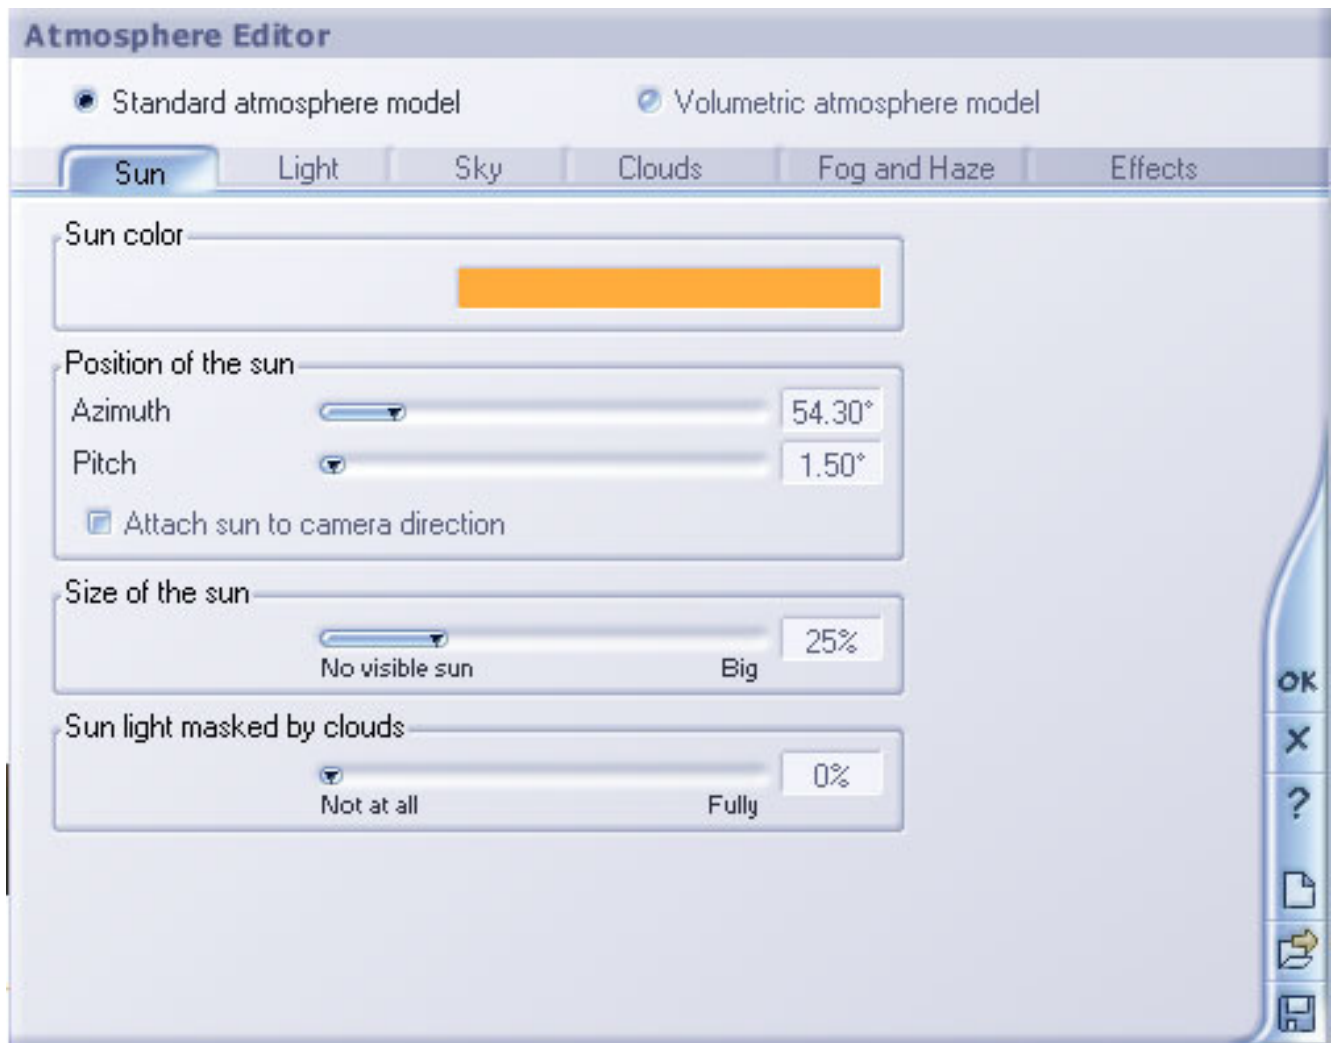 Atmosphere Editor
Standard atmosphere model Volumetric atmosphere model
Sun Light Sky Clouds Fog and Haze Effects
Sun color
Position of the sun
Azimuth 54.30°
Pitch 1.50°
Attach sun to camera direction
Size of the sun
25%
No visible sun Big
OK
Sun light masked by clouds
0%
Not at all Fully
?